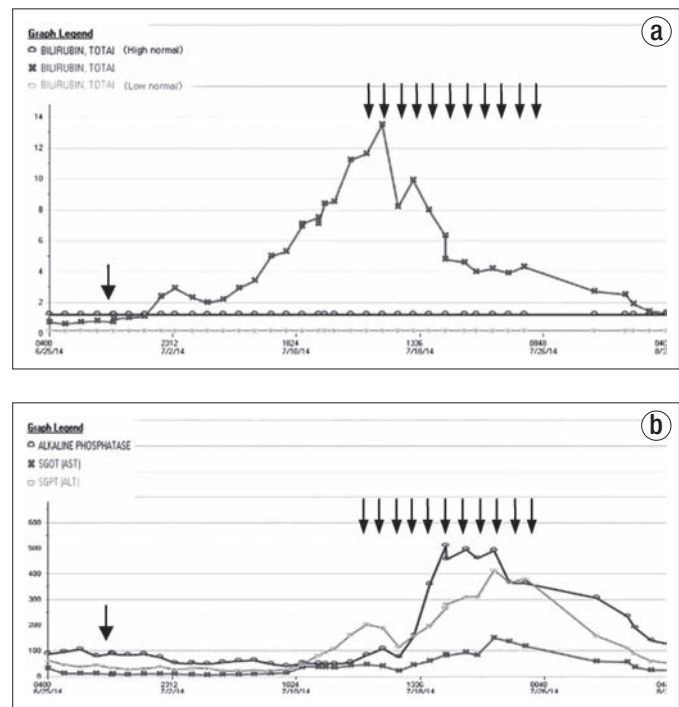 a
Graph Legend
BILIRUBIN, TOTAL (High normal)
BILIRUBIN, TOTAL
BILIRUBIN, TOTAL (Low normal)
14
12
10
8
6
4
2
0
0400 2312 1824 1336 0848
6/25/14 7/2/14 7/10/14 7/18/14 7/26/14
b
Graph Legend
ALKALINE PHOSPHATASE
SGOT (AST)
SGPT (ALT)
600
500
400
300
200
100
0
0400 2312 1824 1336 0848
6/25/14 7/2/14 7/10/14 7/18/14 7/26/14